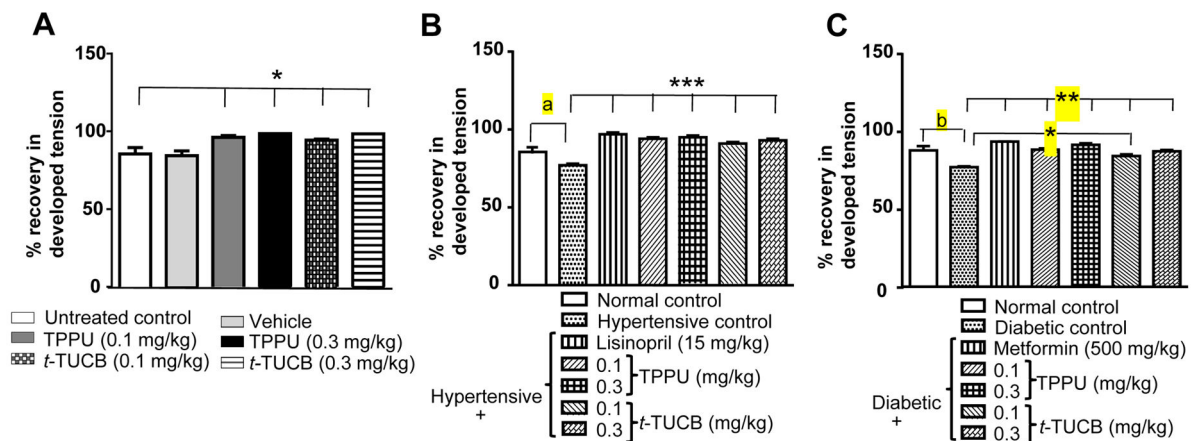 A
% recovery in
developed tension
150
100
50
0
*
Untreated control
Vehicle
TPPU (0.1 mg/kg)
TPPU (0.3 mg/kg)
t-TUCB (0.1 mg/kg)
t-TUCB (0.3 mg/kg)
B
% recovery in
developed tension
150
100
50
0
a
***
Normal control
Hypertensive control
Lisinopril (15 mg/kg)
0.1
0.3
TPPU (mg/kg)
0.1
0.3
t-TUCB (mg/kg)
Hypertensive
+
C
% recovery in
developed tension
150
100
50
0
b
**
*
Normal control
Diabetic control
Metformin (500 mg/kg)
0.1
0.3
TPPU (mg/kg)
0.1
0.3
t-TUCB (mg/kg)
Diabetic
+